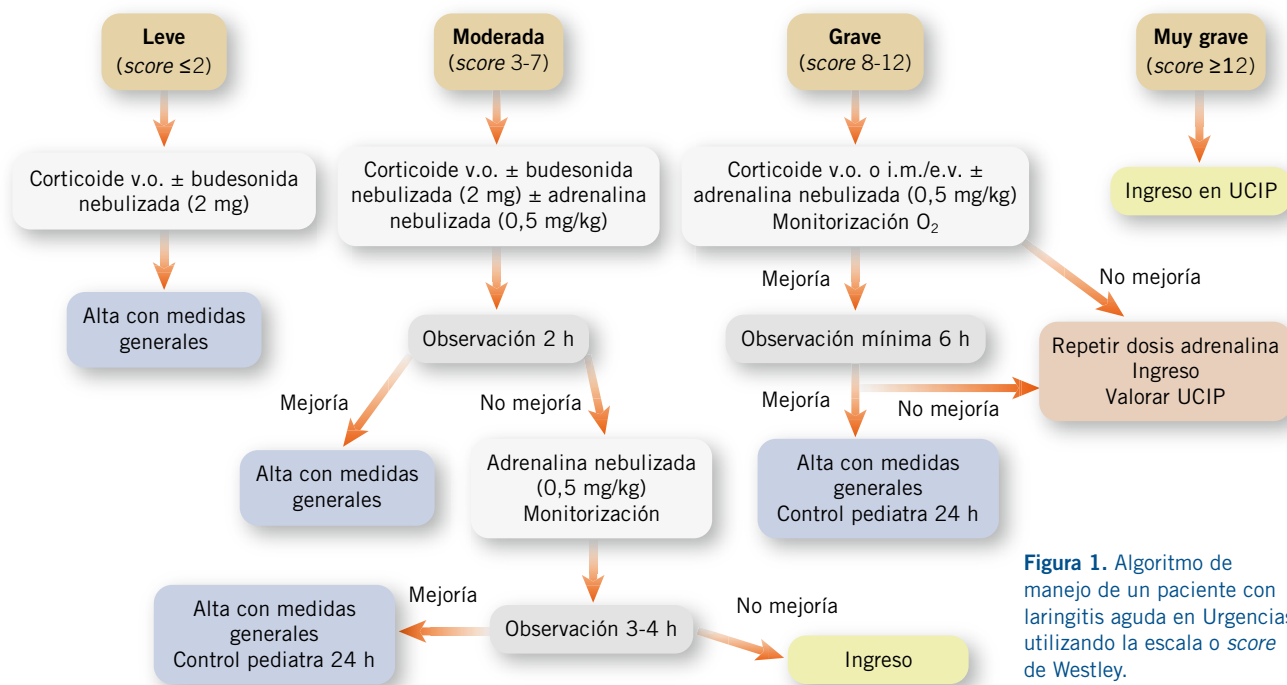 Leve
(score ≤2)
Moderada
(score 3-7)
Grave
(score 8-12)
Muy grave
(score ≥12)
Corticoide v.o. ± budesonida
nebulizada (2 mg)
Corticoide v.o. ± budesonida
nebulizada (2 mg) ± adrenalina
nebulizada (0,5 mg/kg)
Corticoide v.o. o i.m./e.v. ±
adrenalina nebulizada (0,5 mg/kg)
Monitorización O₂
Ingreso en UCIP
Mejoría
No mejoría
Alta con medidas
generales
Observación 2 h
Observación mínima 6 h
Repetir dosis adrenalina
Ingreso
Valorar UCIP
Mejoría
No mejoría
Mejoría
No mejoría
Alta con medidas
generales
Adrenalina nebulizada
(0,5 mg/kg)
Monitorización
Alta con medidas
generales
Control pediatra 24 h
Mejoría
No mejoría
Alta con medidas
generales
Control pediatra 24 h
Observación 3-4 h
Ingreso
Figura 1. Algoritmo de
manejo de un paciente con
laringitis aguda en Urgencias
utilizando la escala o score
de Westley.